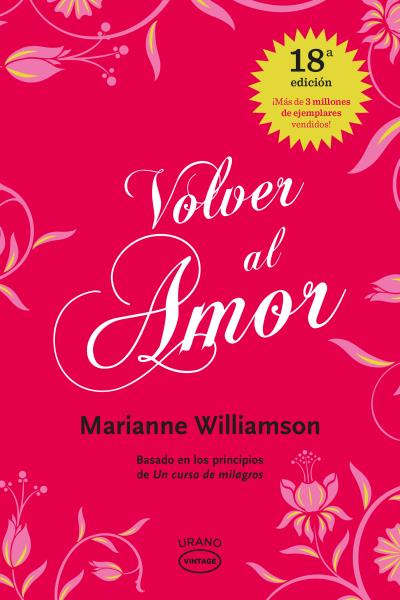 18ª
edición
¡Más de 3 millones
de ejemplares
vendidos!
Volver
al
Amor
Marianne Williamson
Basado en los principios
de Un curso de milagros
URANO
VINTAGE